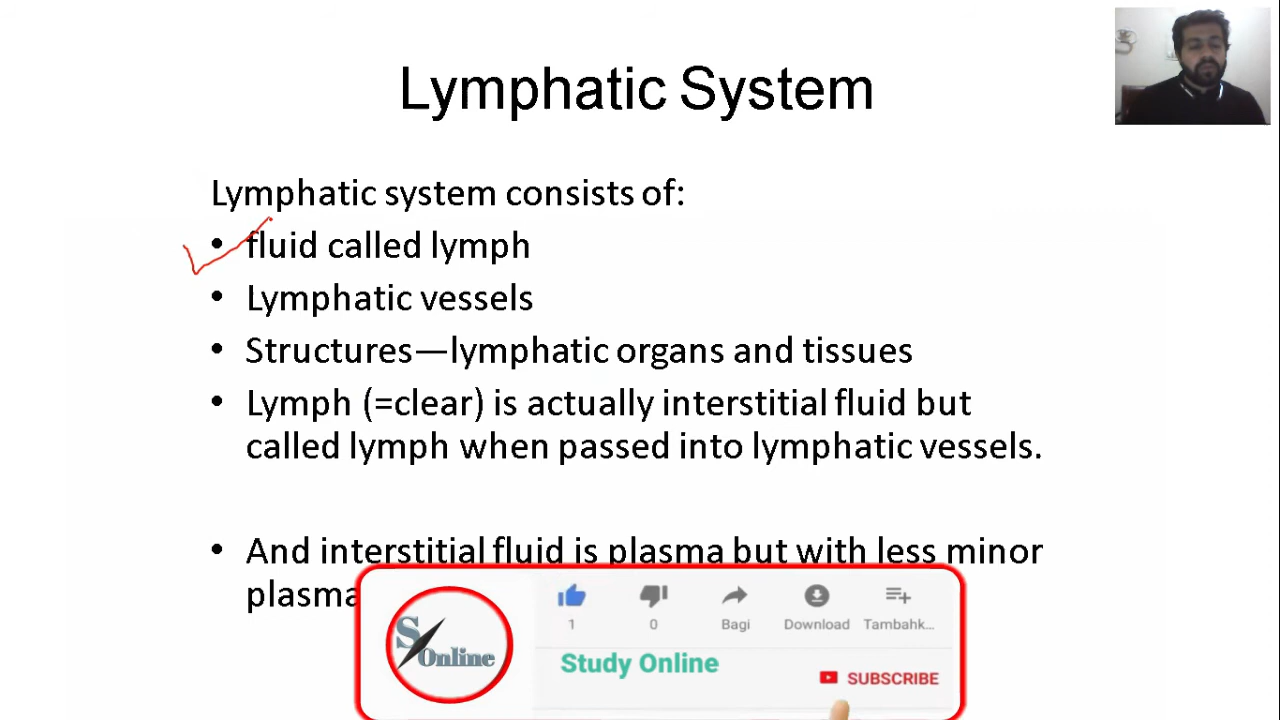 Lymphatic System
Lymphatic system consists of:
• fluid called lymph
• Lymphatic vessels
• Structures—lymphatic organs and tissues
• Lymph (=clear) is actually interstitial fluid but
called lymph when passed into lymphatic vessels.
• And interstitial fluid is plasma but with less minor
plasma
1 0 Bagi Download Tambahk...
S Online
Study Online
SUBSCRIBE